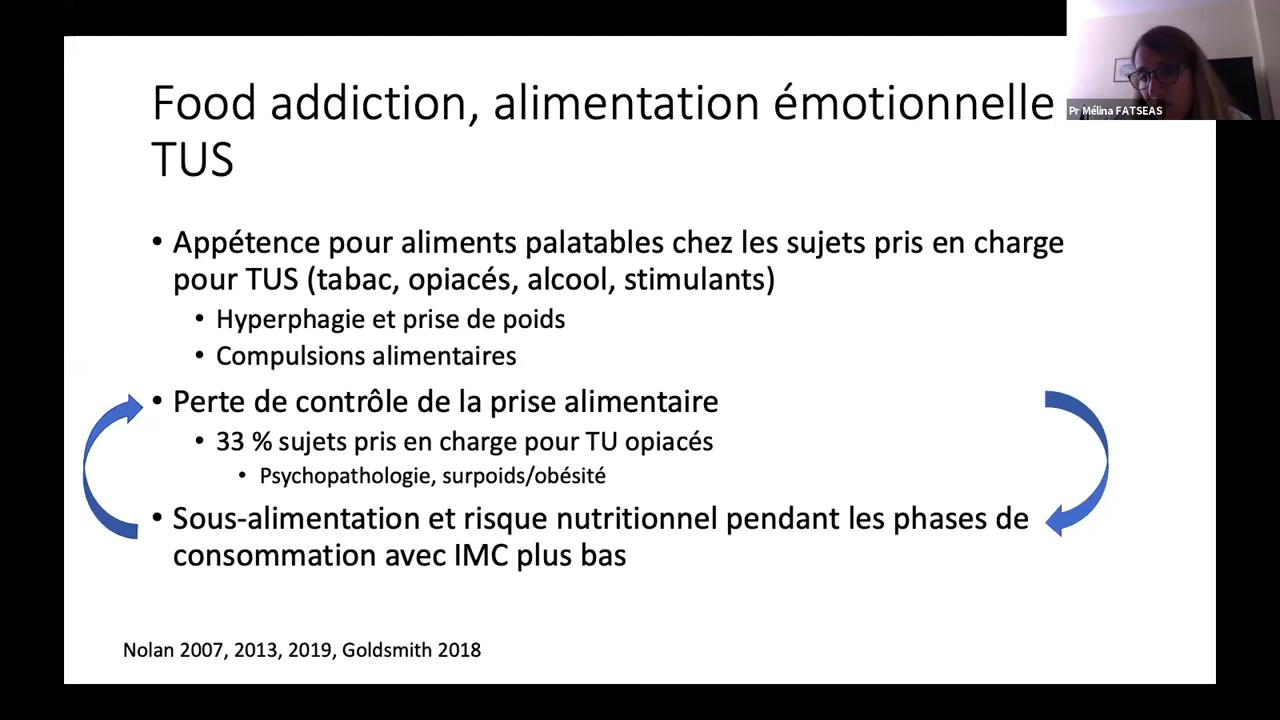 Food addiction, alimentation émotionnelle
TUS
Pr Mélina FATSEAS
• Appétence pour aliments palatables chez les sujets pris en charge
pour TUS (tabac, opiacés, alcool, stimulants)
• Hyperphagie et prise de poids
• Compulsions alimentaires
• Perte de contrôle de la prise alimentaire
• 33 % sujets pris en charge pour TU opiacés
• Psychopathologie, surpoids/obésité
• Sous-alimentation et risque nutritionnel pendant les phases de
consommation avec IMC plus bas
Nolan 2007, 2013, 2019, Goldsmith 2018